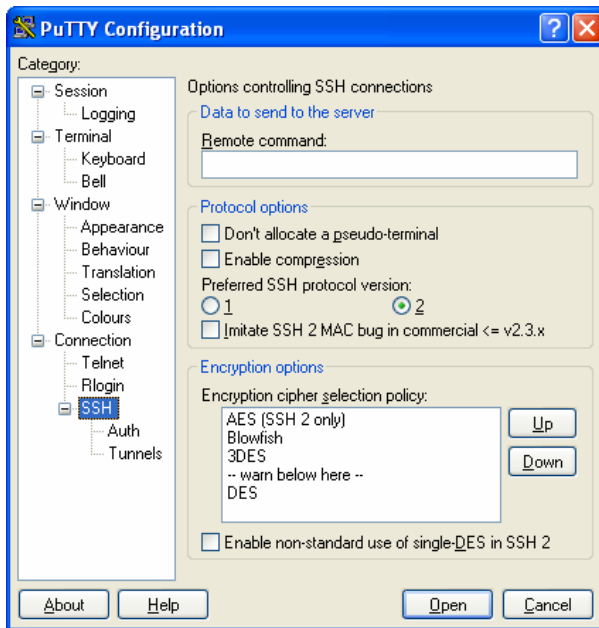 PuTTY Configuration
Category:
Session
Logging
Terminal
Keyboard
Bell
Window
Appearance
Behaviour
Translation
Selection
Colours
Connection
Telnet
Rlogin
SSH
Auth
Tunnels
Options controlling SSH connections
Data to send to the server
Remote command:
Protocol options
Don't allocate a pseudo-terminal
Enable compression
Preferred SSH protocol version:
1 2
Imitate SSH 2 MAC bug in commercial <= v2.3.x
Encryption options
Encryption cipher selection policy:
AES (SSH 2 only)
Blowfish
3DES
-- warn below here --
DES
Up
Down
Enable non-standard use of single-DES in SSH 2
About Help Open Cancel